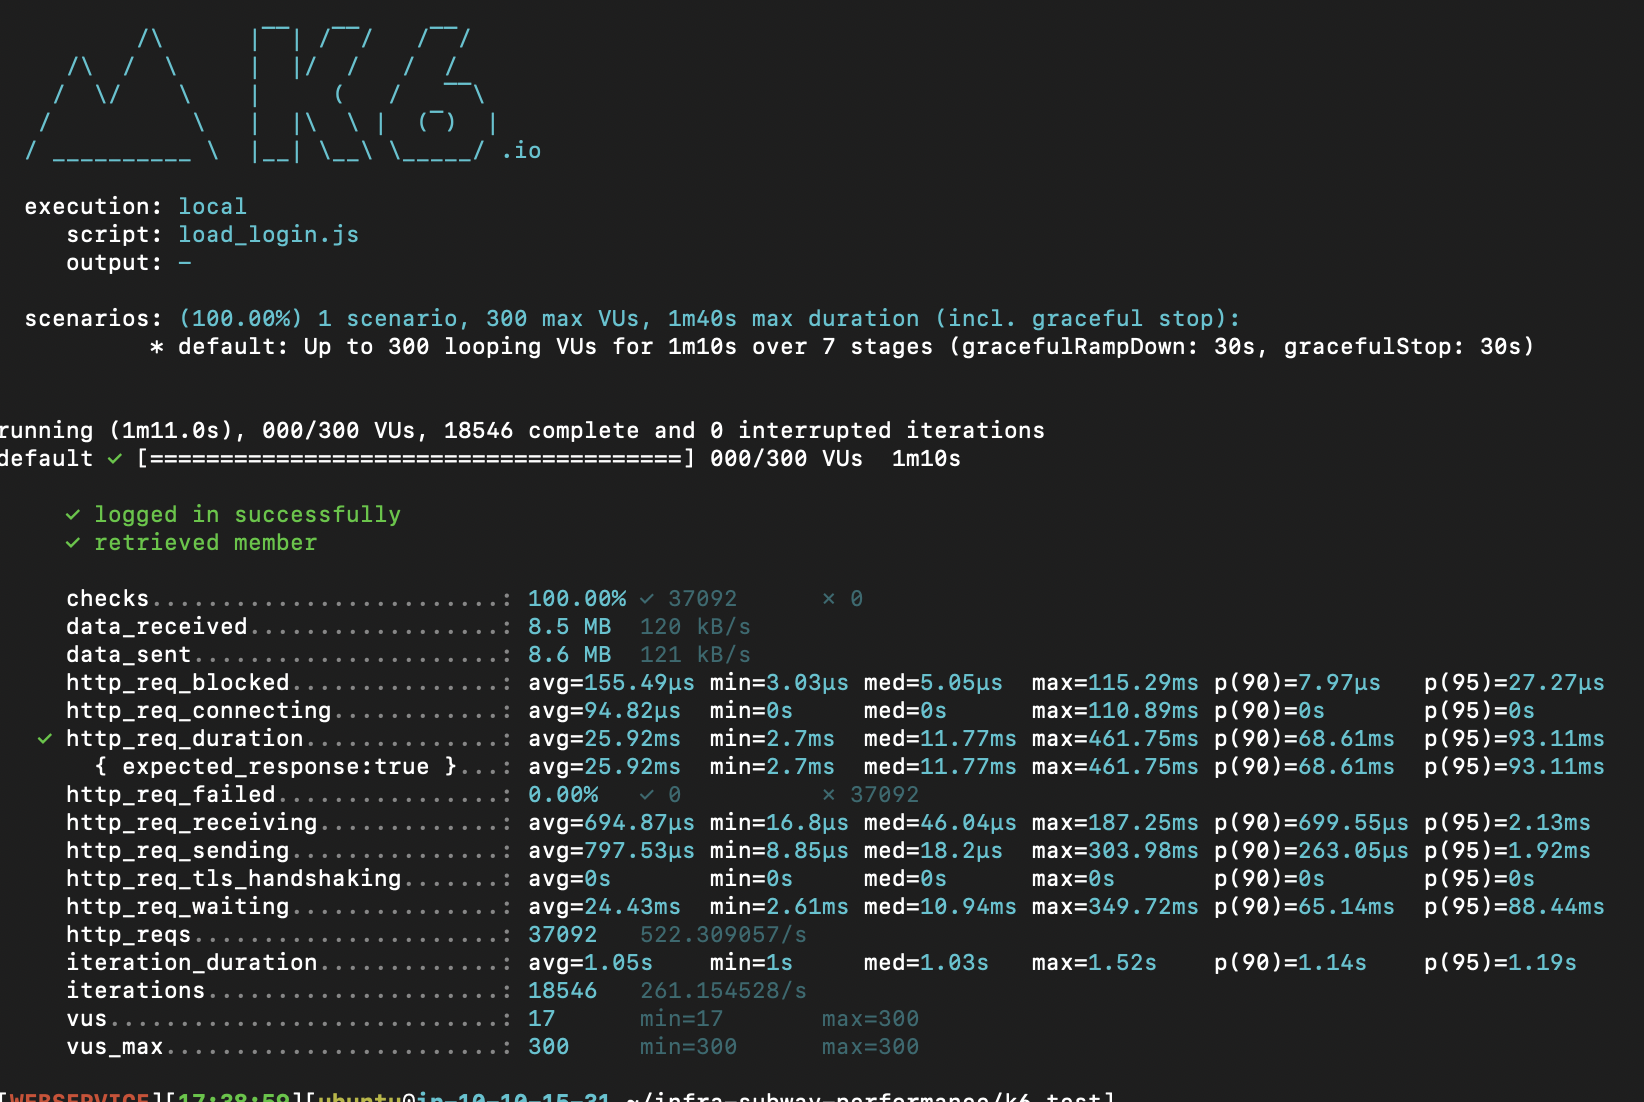 /\      |‾‾| /‾‾/   /‾‾/
/\  /  \     |  |/  /   /  /
/  \/    \    |     (   /   ‾‾\
/          \   |  |\  \ |  (‾)  |
/ __________ \  |__| \__\ \_____/ .io
execution: local
script: load_login.js
output: -
scenarios: (100.00%) 1 scenario, 300 max VUs, 1m40s max duration (incl. graceful stop):
* default: Up to 300 looping VUs for 1m10s over 7 stages (gracefulRampDown: 30s, gracefulStop: 30s)
running (1m11.0s), 000/300 VUs, 18546 complete and 0 interrupted iterations
default ✓ [======================================] 000/300 VUs  1m10s
✓ logged in successfully
✓ retrieved member
checks.........................: 100.00% ✓ 37092      ✗ 0
data_received..................: 8.5 MB  120 kB/s
data_sent......................: 8.6 MB  121 kB/s
http_req_blocked...............: avg=155.49µs min=3.03µs med=5.05µs  max=115.29ms p(90)=7.97µs   p(95)=27.27µs
http_req_connecting............: avg=94.82µs  min=0s     med=0s      max=110.89ms p(90)=0s       p(95)=0s
✓ http_req_duration..............: avg=25.92ms  min=2.7ms  med=11.77ms max=461.75ms p(90)=68.61ms  p(95)=93.11ms
{ expected_response:true }...: avg=25.92ms  min=2.7ms  med=11.77ms max=461.75ms p(90)=68.61ms  p(95)=93.11ms
http_req_failed................: 0.00%   ✓ 0          ✗ 37092
http_req_receiving.............: avg=694.87µs min=16.8µs med=46.04µs max=187.25ms p(90)=699.55µs p(95)=2.13ms
http_req_sending...............: avg=797.53µs min=8.85µs med=18.2µs  max=303.98ms p(90)=263.05µs p(95)=1.92ms
http_req_tls_handshaking.......: avg=0s       min=0s     med=0s      max=0s       p(90)=0s       p(95)=0s
http_req_waiting...............: avg=24.43ms  min=2.61ms med=10.94ms max=349.72ms p(90)=65.14ms  p(95)=88.44ms
http_reqs......................: 37092   522.309057/s
iteration_duration.............: avg=1.05s    min=1s     med=1.03s   max=1.52s    p(90)=1.14s    p(95)=1.19s
iterations.....................: 18546   261.154528/s
vus............................: 17      min=17       max=300
vus_max........................: 300     min=300      max=300
[WEBSERVICE][17:38:59][ubuntu@ip-10-10-15-31 ~/infra-subway-performance/k6_test]